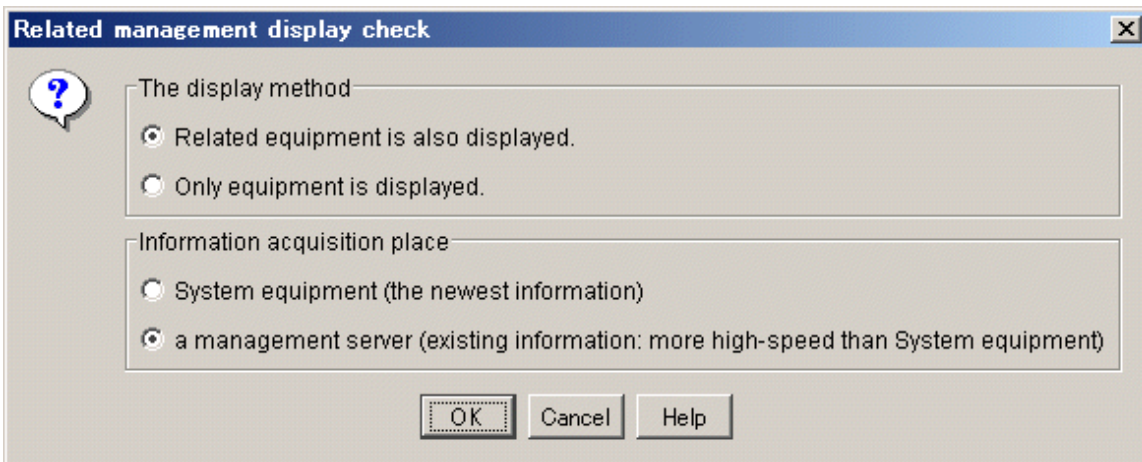 Related management display check
The display method
Related equipment is also displayed.
Only equipment is displayed.
Information acquisition place
System equipment (the newest information)
a management server (existing information: more high-speed than System equipment)
OK Cancel Help